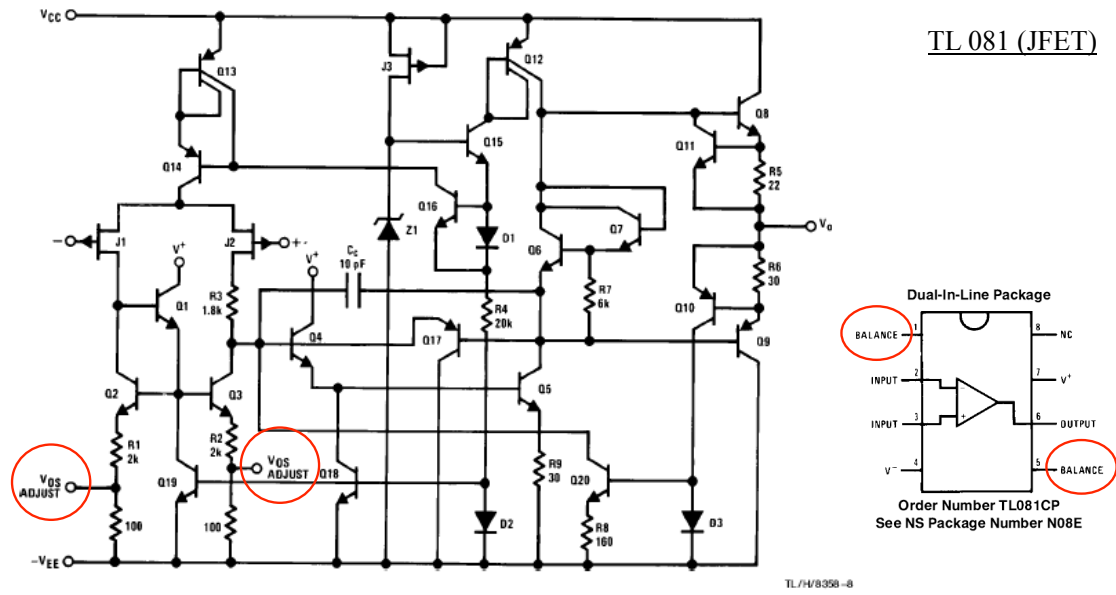 TL 081 (JFET)
VCC
Q13
J3
Q12
Q8
Q15
Q11
Q14
R5
22
Q16
Q7
Vo
J1
J2
Z1
D1
Q6
-
+
V+
CC
10 pF
V+
R6
30
Q1
R3
1.8k
R4
20k
R7
6k
Q10
Q4
Q17
Q9
Q2
Q3
Q5
R1
2k
R2
2k
VOS
ADJUST
VOS
ADJUST
Q18
Q19
R9
30
Q20
100
100
D2
R8
160
D3
-VEE
TL/H/8358-8
Dual-In-Line Package
BALANCE 1
8 NC
INPUT 2
7 V+
INPUT 3
6 OUTPUT
V- 4
5 BALANCE
-
+
Order Number TL081CP
See NS Package Number N08E